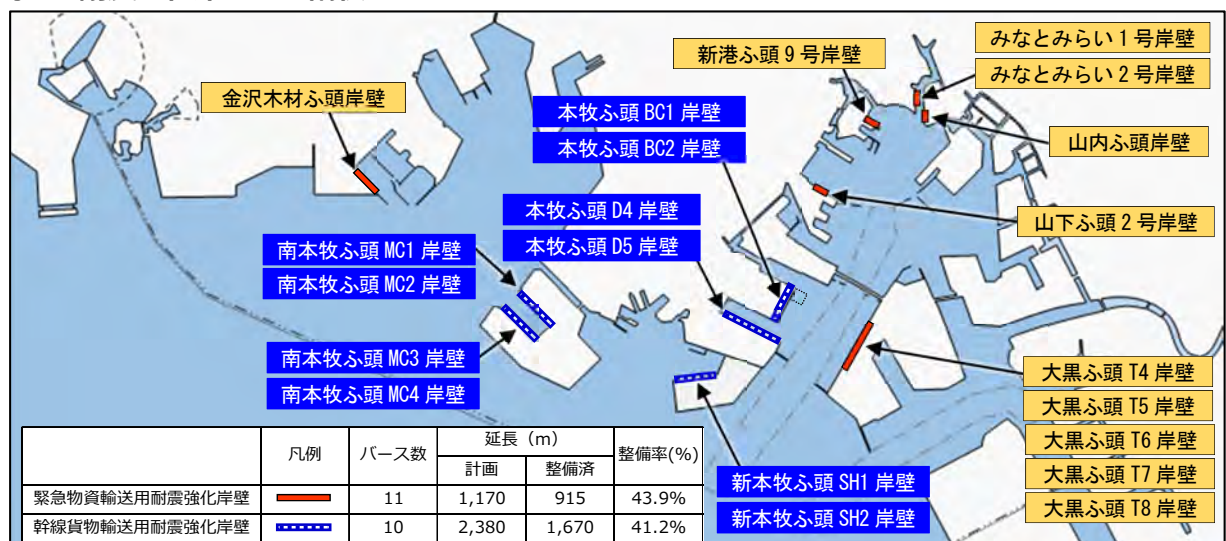 みなとみらい１号岸壁
新港ふ頭９号岸壁
みなとみらい２号岸壁
金沢木材ふ頭岸壁
本牧ふ頭 BC1 岸壁
本牧ふ頭 BC2 岸壁
山内ふ頭岸壁
本牧ふ頭 D4 岸壁
本牧ふ頭 D5 岸壁
山下ふ頭２号岸壁
南本牧ふ頭 MC1 岸壁
南本牧ふ頭 MC2 岸壁
南本牧ふ頭 MC3 岸壁
南本牧ふ頭 MC4 岸壁
大黒ふ頭 T4 岸壁
大黒ふ頭 T5 岸壁
大黒ふ頭 T6 岸壁
大黒ふ頭 T7 岸壁
大黒ふ頭 T8 岸壁
新本牧ふ頭 SH1 岸壁
新本牧ふ頭 SH2 岸壁
凡例 バース数 延長（m） 整備率(%)
計画 整備済
緊急物資輸送用耐震強化岸壁 11 1,170 915 43.9%
幹線貨物輸送用耐震強化岸壁 10 2,380 1,670 41.2%